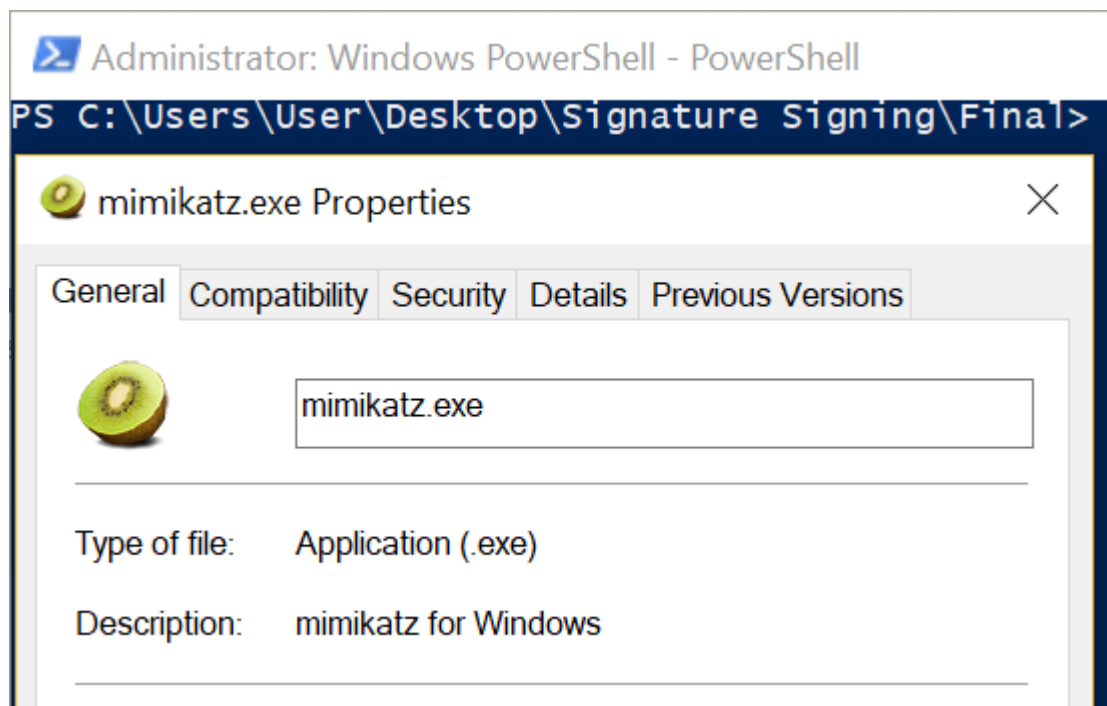 Administrator: Windows PowerShell - PowerShell
PS C:\Users\User\Desktop\Signature Signing\Final>
mimikatz.exe Properties
General Compatibility Security Details Previous Versions
mimikatz.exe
Type of file: Application (.exe)
Description: mimikatz for Windows